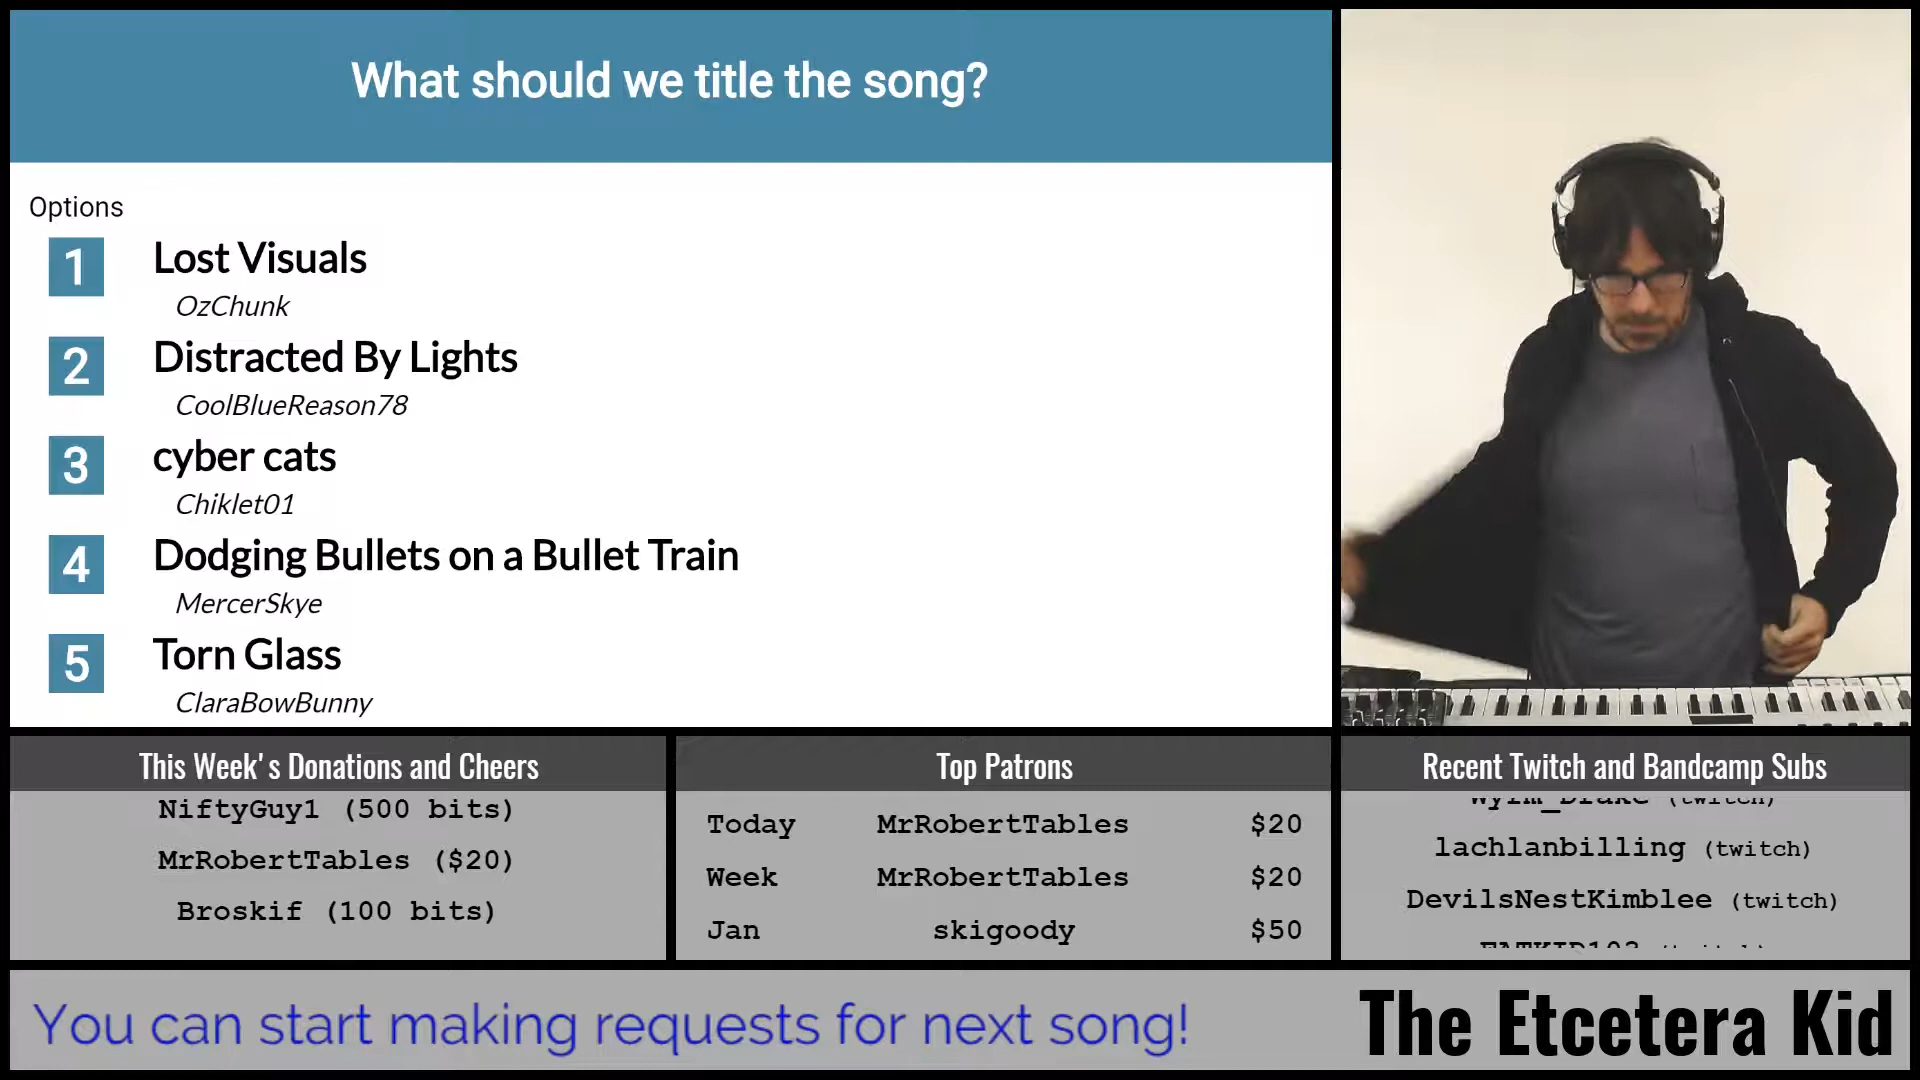 What should we title the song?
Options
1 Lost Visuals
OzChunk
2 Distracted By Lights
CoolBlueReason78
3 cyber cats
Chiklet01
4 Dodging Bullets on a Bullet Train
MercerSkye
5 Torn Glass
ClaraBowBunny
This Week's Donations and Cheers
NiftyGuy1 (500 bits)
MrRobertTables ($20)
Broskif (100 bits)
Top Patrons
Today MrRobertTables $20
Week MrRobertTables $20
Jan skigoody $50
Recent Twitch and Bandcamp Subs
(twitch)
lachlanbilling (twitch)
DevilsNestKimblee (twitch)
You can start making requests for next song!
The Etcetera Kid